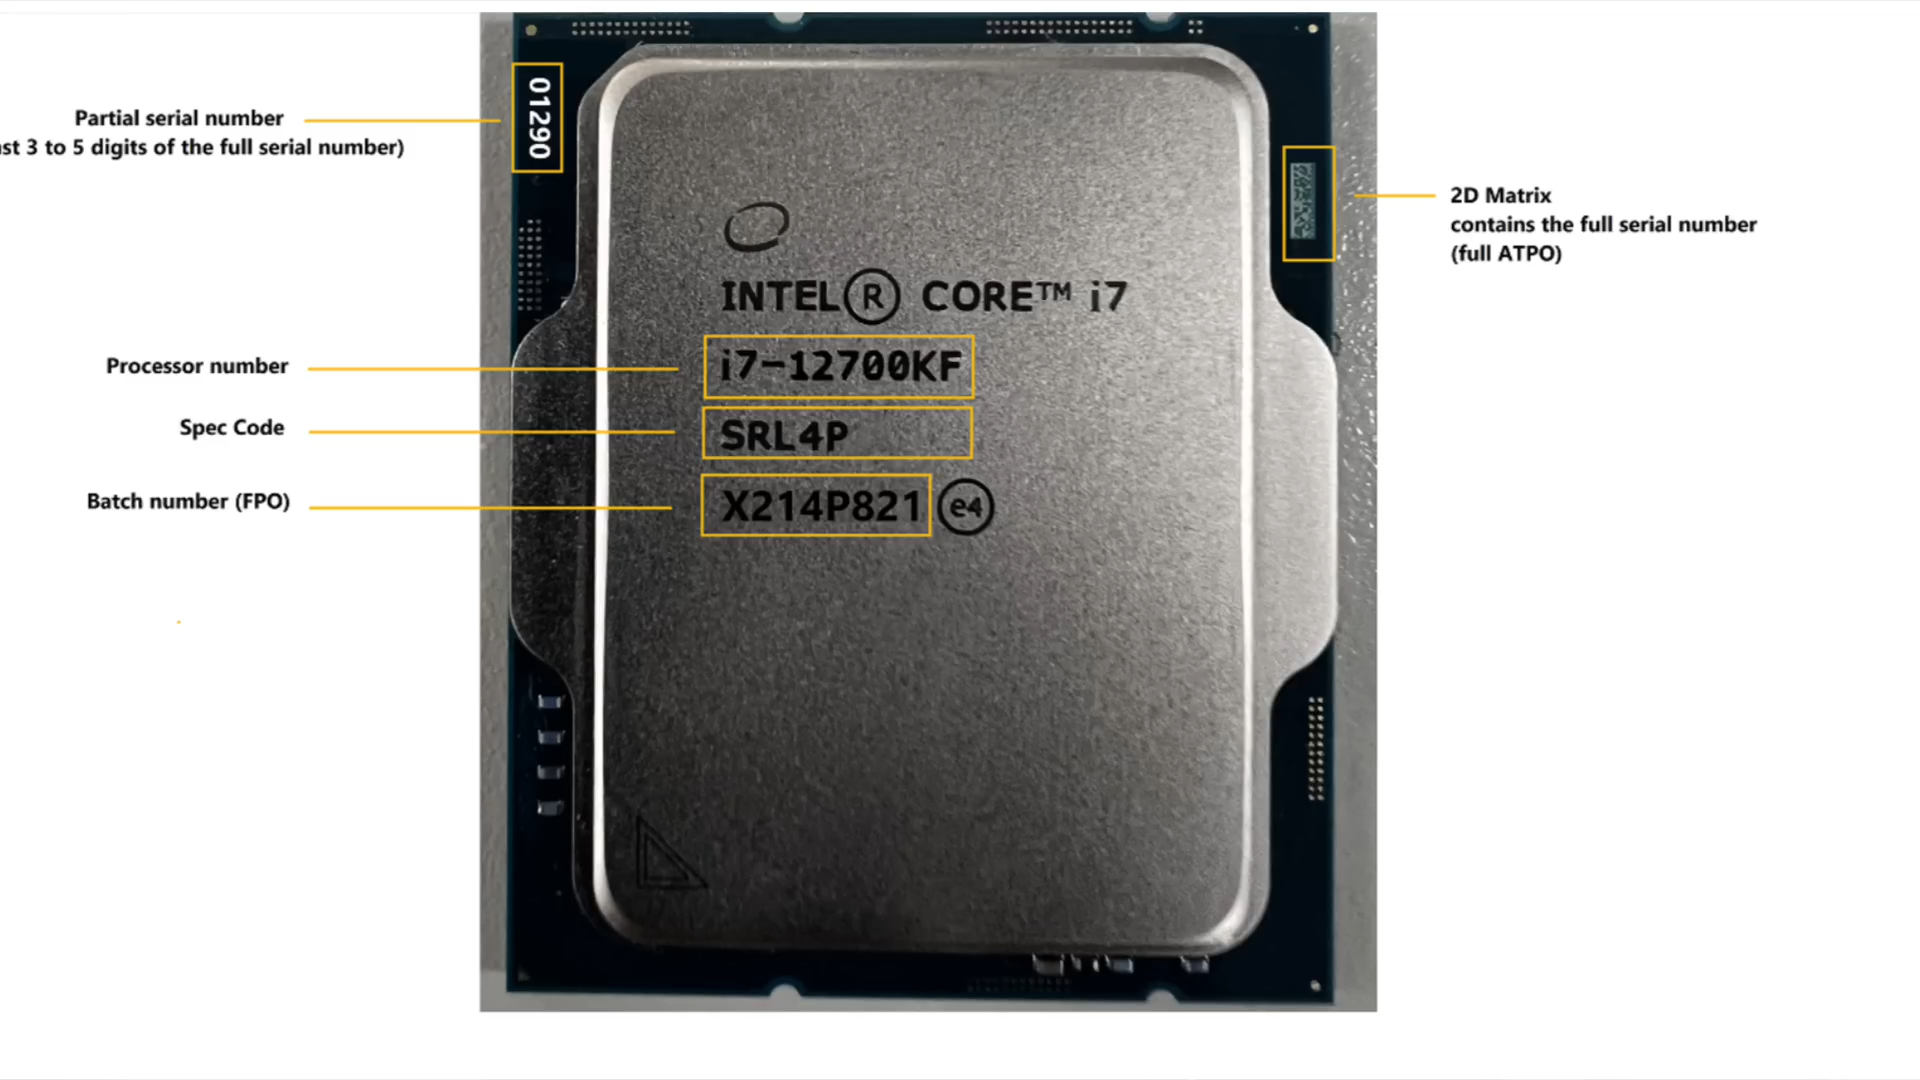 Partial serial number
st 3 to 5 digits of the full serial number)
01290
2D Matrix
contains the full serial number
(full ATPO)
INTEL® CORE™ i7
Processor number
i7-12700KF
Spec Code
SRL4P
Batch number (FPO)
X214P821 e4